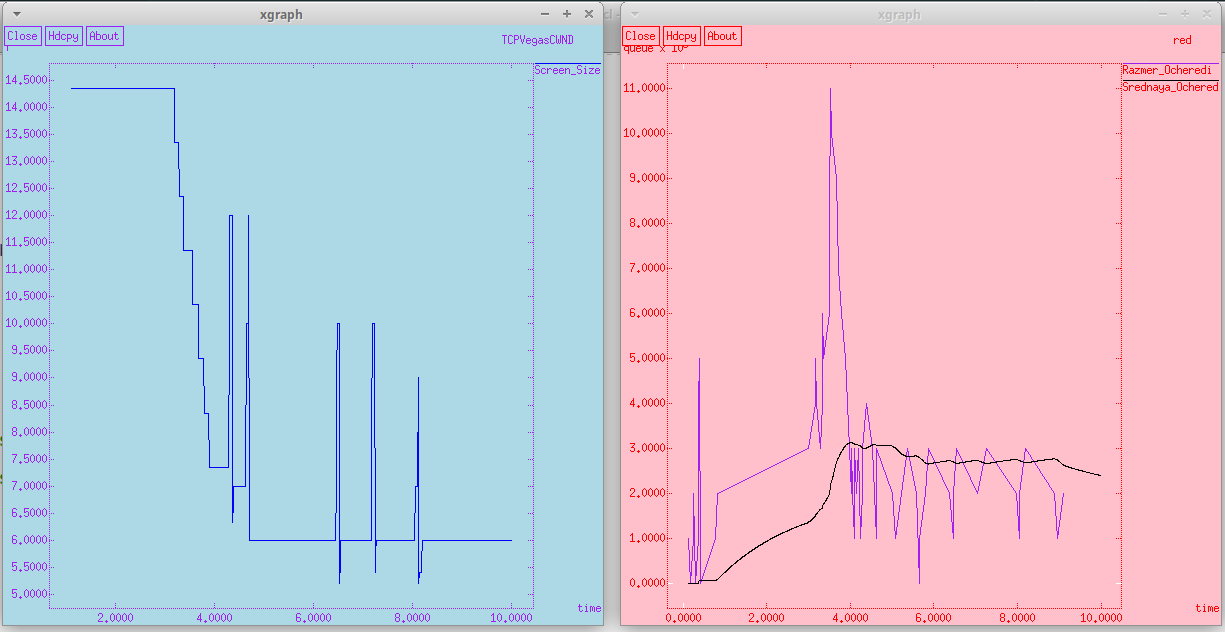 xgraph
Close Hdcpy About
TCPVegasCWND
Screen_Size
14.5000
14.0000
13.5000
13.0000
12.5000
12.0000
11.5000
11.0000
10.5000
10.0000
9.5000
9.0000
8.5000
8.0000
7.5000
7.0000
6.5000
6.0000
5.5000
5.0000
time
2.0000 4.0000 6.0000 8.0000 10.0000
xgraph
Close Hdcpy About
queue x 10
red
Razmer_Ocheredi
Srednaya_Ochered
11.0000
10.0000
9.0000
8.0000
7.0000
6.0000
5.0000
4.0000
3.0000
2.0000
1.0000
0.0000
time
0.0000 2.0000 4.0000 6.0000 8.0000 10.0000